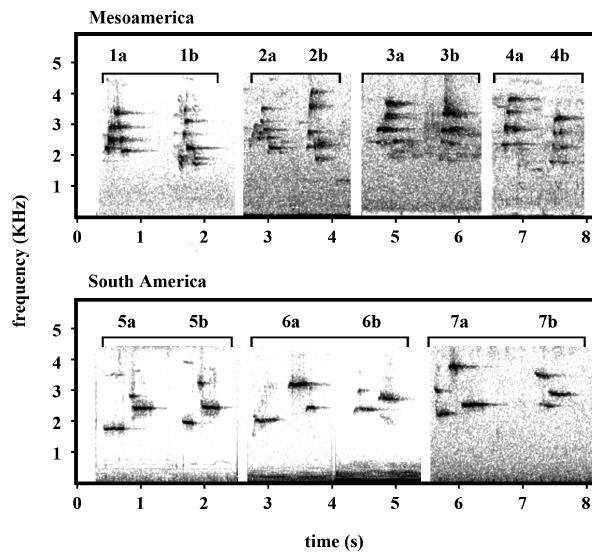 Mesoamerica
1a 1b 2a 2b 3a 3b 4a 4b
5
4
3
2
1
0 1 2 3 4 5 6 7 8
frequency (KHz)
South America
5a 5b 6a 6b 7a 7b
5
4
3
2
1
0 1 2 3 4 5 6 7 8
time (s)